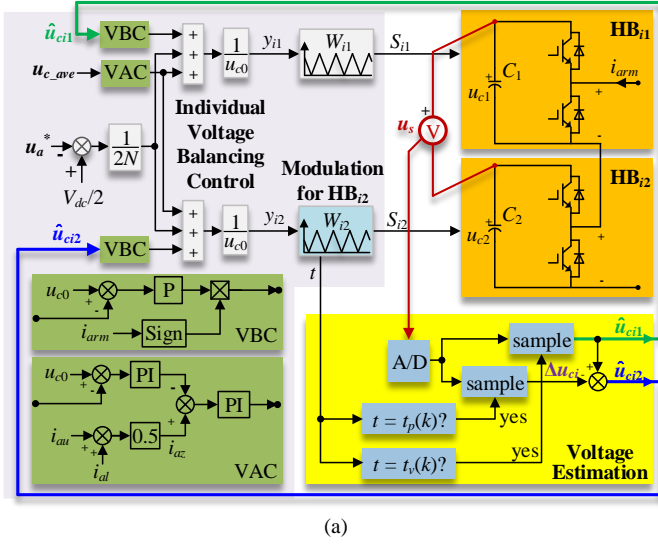 û_ci1
VBC
+
+
+
1
u_c0
y_i1
W_i1
S_i1
HB_i1
u_c_ave
VAC
C_1
+
u_c1
i_arm
+
-
Individual
Voltage
Balancing
Control
u_s
+
V
u_a*
-
+
V_dc/2
1
2N
Modulation
for HB_i2
HB_i2
+
+
+
1
u_c0
y_i2
W_i2
S_i2
C_2
+
u_c2
+
-
û_ci2
VBC
t
u_c0
+
-
P
i_arm
Sign
VBC
A/D
sample
û_ci1
Δu_ci
-
+
û_ci2
sample
u_c0
+
-
PI
-
+
PI
i_au
+
+
0.5
i_az
i_al
VAC
t = t_p(k)?
yes
t = t_v(k)?
yes
Voltage
Estimation
(a)